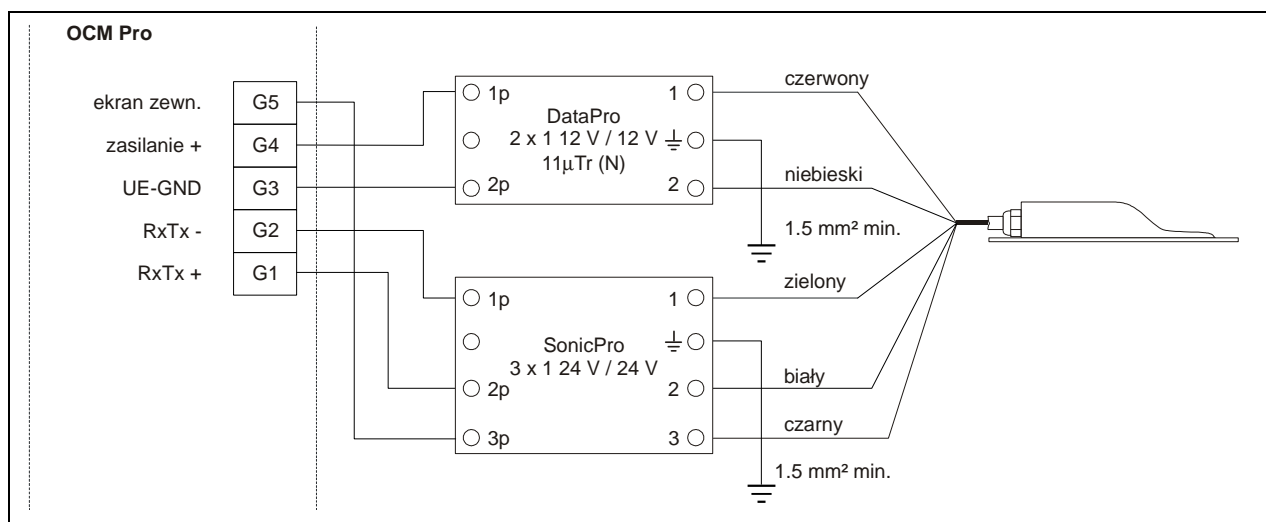 OCM Pro
ekran zewn. G5
zasilanie + G4
UE-GND G3
RxTx - G2
RxTx + G1
1p 1
DataPro
2 x 1 12 V / 12 V
11µTr (N)
2p 2
1p 1
SonicPro
3 x 1 24 V / 24 V
2p 2
3p 3
czerwony
niebieski
1.5 mm² min.
zielony
biały
czarny
1.5 mm² min.